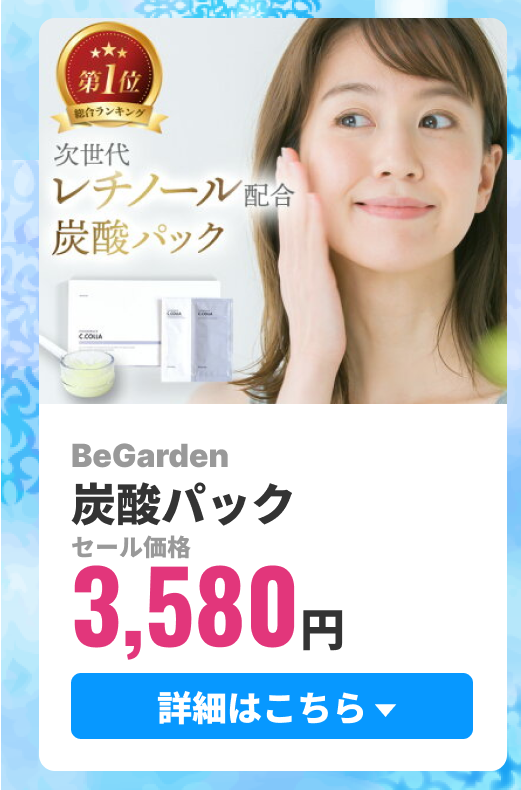 第1位
総合ランキング
次世代
レチノール配合
炭酸パック
C.COLLA
C.COLLA
BeGarden
炭酸パック
セール価格
3,580円
詳細はこちら